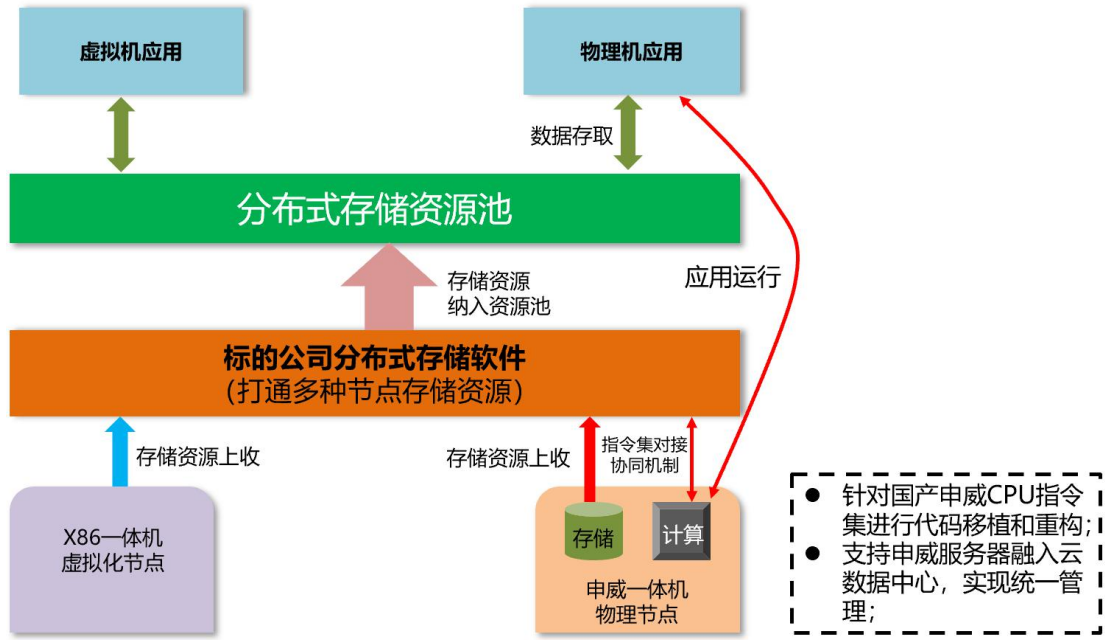 虚拟机应用
物理机应用
数据存取
分布式存储资源池
存储资源
纳入资源池
应用运行
标的公司分布式存储软件
（打通多种节点存储资源）
存储资源上收
存储资源上收
指令集对接
协同机制
X86一体机
虚拟化节点
存储
计算
申威一体机
物理节点
● 针对国产申威CPU指令
集进行代码移植和重构；
● 支持申威服务器融入云
数据中心，实现统一管
理；